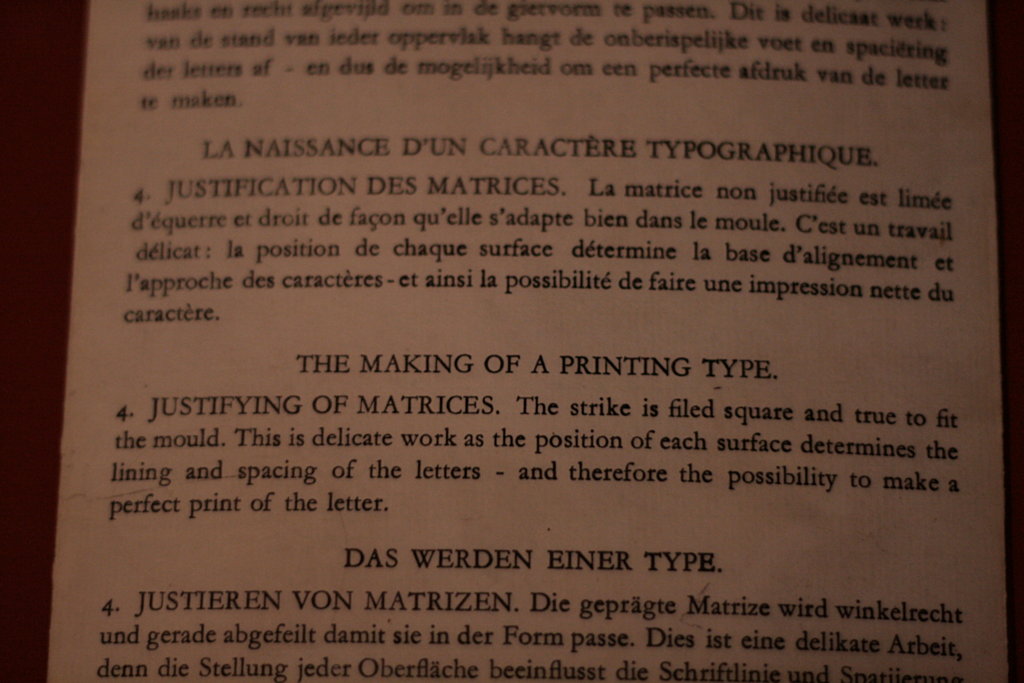 haaks en recht afgevijld om in de gietvorm te passen. Dit is delicaat werk:
van de stand van ieder oppervlak hangt de onberispelijke voet en spaciëring
der letters af - en dus de mogelijkheid om een perfecte afdruk van de letter
te maken.
LA NAISSANCE D'UN CARACTÈRE TYPOGRAPHIQUE.
4. JUSTIFICATION DES MATRICES. La matrice non justifiée est limée
d'équerre et droit de façon qu'elle s'adapte bien dans le moule. C'est un travail
délicat: la position de chaque surface détermine la base d'alignement et
l'approche des caractères - et ainsi la possibilité de faire une impression nette du
caractère.
THE MAKING OF A PRINTING TYPE.
4. JUSTIFYING OF MATRICES. The strike is filed square and true to fit
the mould. This is delicate work as the position of each surface determines the
lining and spacing of the letters - and therefore the possibility to make a
perfect print of the letter.
DAS WERDEN EINER TYPE.
4. JUSTIEREN VON MATRIZEN. Die geprägte Matrize wird winkelrecht
und gerade abgefeilt damit sie in der Form passe. Dies ist eine delikate Arbeit,
denn die Stellung jeder Oberfläche beeinflusst die Schriftlinie und Spatiierung